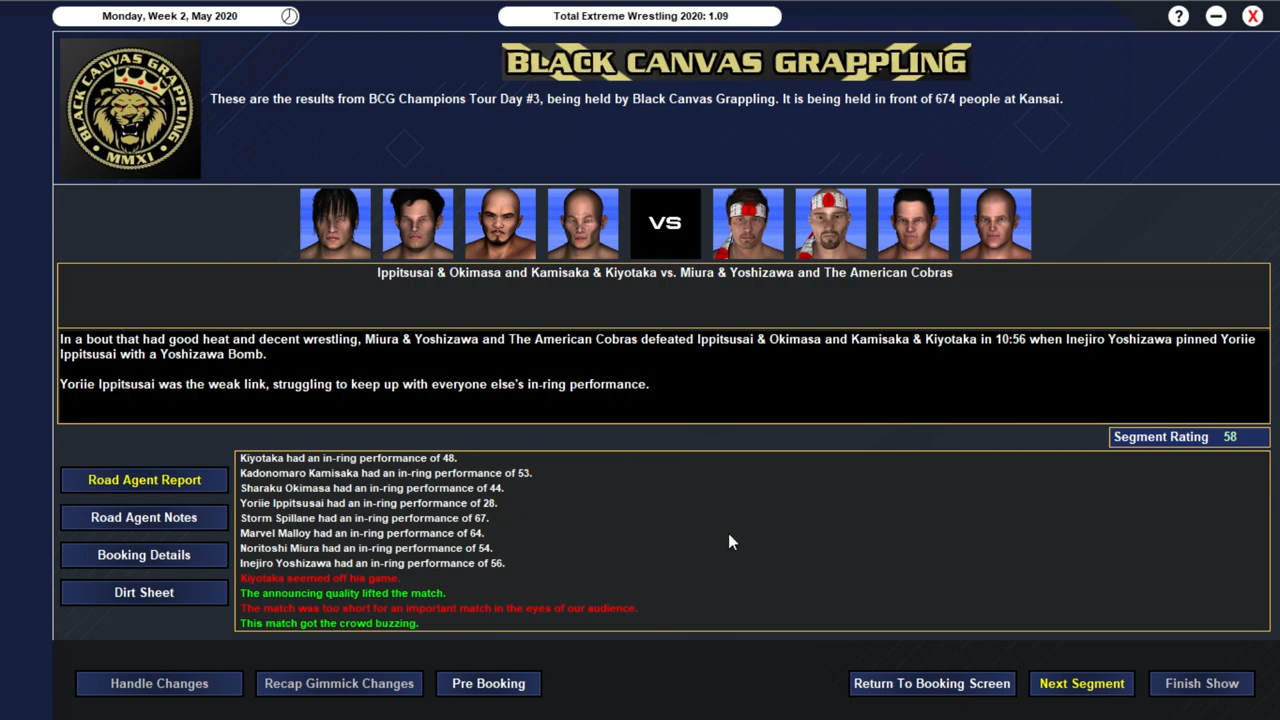 Monday, Week 2, May 2020
Total Extreme Wrestling 2020: 1.09
?
X
BLACK CANVAS GRAPPLING
MMXI
BLACK CANVAS GRAPPLING
These are the results from BCG Champions Tour Day #3, being held by Black Canvas Grappling. It is being held in front of 674 people at Kansai.
VS
Ippitsusai & Okimasa and Kamisaka & Kiyotaka vs. Miura & Yoshizawa and The American Cobras
In a bout that had good heat and decent wrestling, Miura & Yoshizawa and The American Cobras defeated Ippitsusai & Okimasa and Kamisaka & Kiyotaka in 10:56 when Inejiro Yoshizawa pinned Yoriie
Ippitsusai with a Yoshizawa Bomb.
Yoriie Ippitsusai was the weak link, struggling to keep up with everyone else's in-ring performance.
Segment Rating 58
Road Agent Report
Road Agent Notes
Booking Details
Dirt Sheet
Kiyotaka had an in-ring performance of 48.
Kadonomaro Kamisaka had an in-ring performance of 53.
Sharaku Okimasa had an in-ring performance of 44.
Yoriie Ippitsusai had an in-ring performance of 28.
Storm Spillane had an in-ring performance of 67.
Marvel Malloy had an in-ring performance of 64.
Noritoshi Miura had an in-ring performance of 54.
Inejiro Yoshizawa had an in-ring performance of 56.
Kiyotaka seemed off his game.
The announcing quality lifted the match.
The match was too short for an important match in the eyes of our audience.
This match got the crowd buzzing.
Handle Changes
Recap Gimmick Changes
Pre Booking
Return To Booking Screen
Next Segment
Finish Show